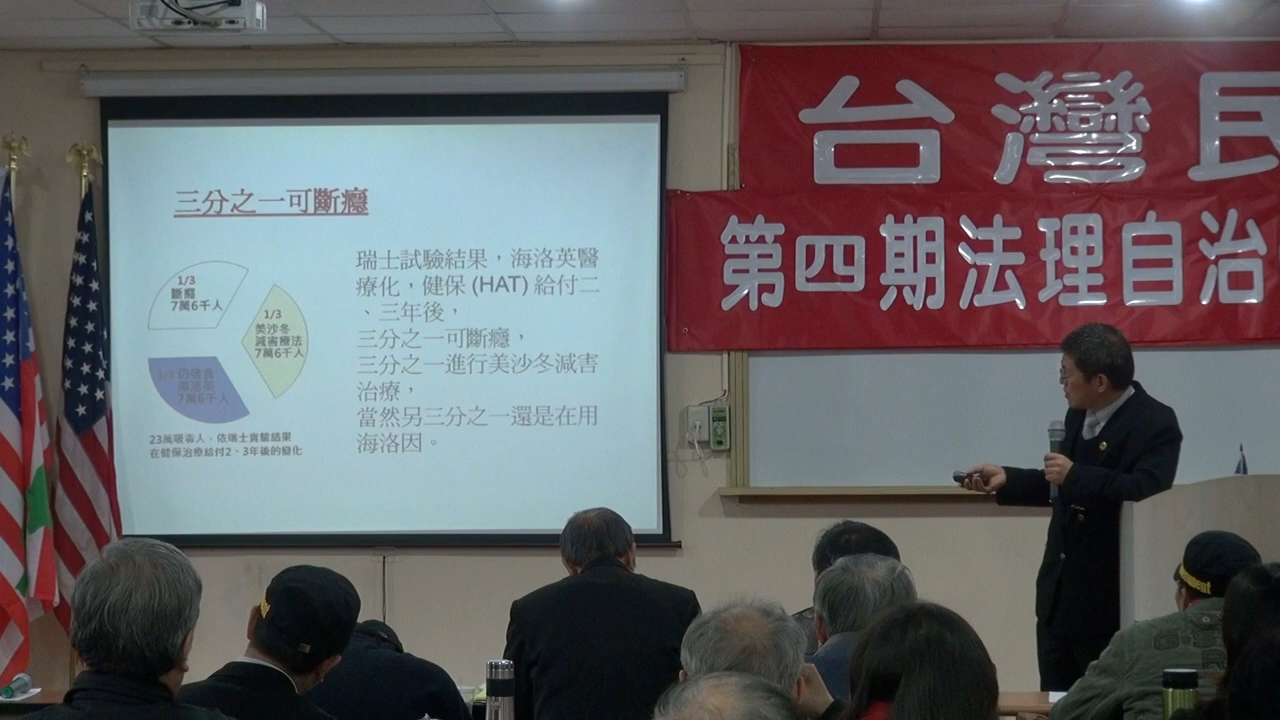 台灣民
第四期法理自治
三分之一可斷癮
瑞士試驗結果，海洛英醫
療化，健保 (HAT) 給付二
、三年後，
三分之一可斷癮，
三分之一進行美沙冬減害
治療，
當然另三分之一還是在用
海洛因。
1/3
斷癮
7萬6千人
1/3
美沙冬
減害療法
7萬6千人
1/3 仍吸食
海洛英
7萬6千人
23萬吸毒人，依瑞士實驗結果
在健保治療給付2、3年後的變化